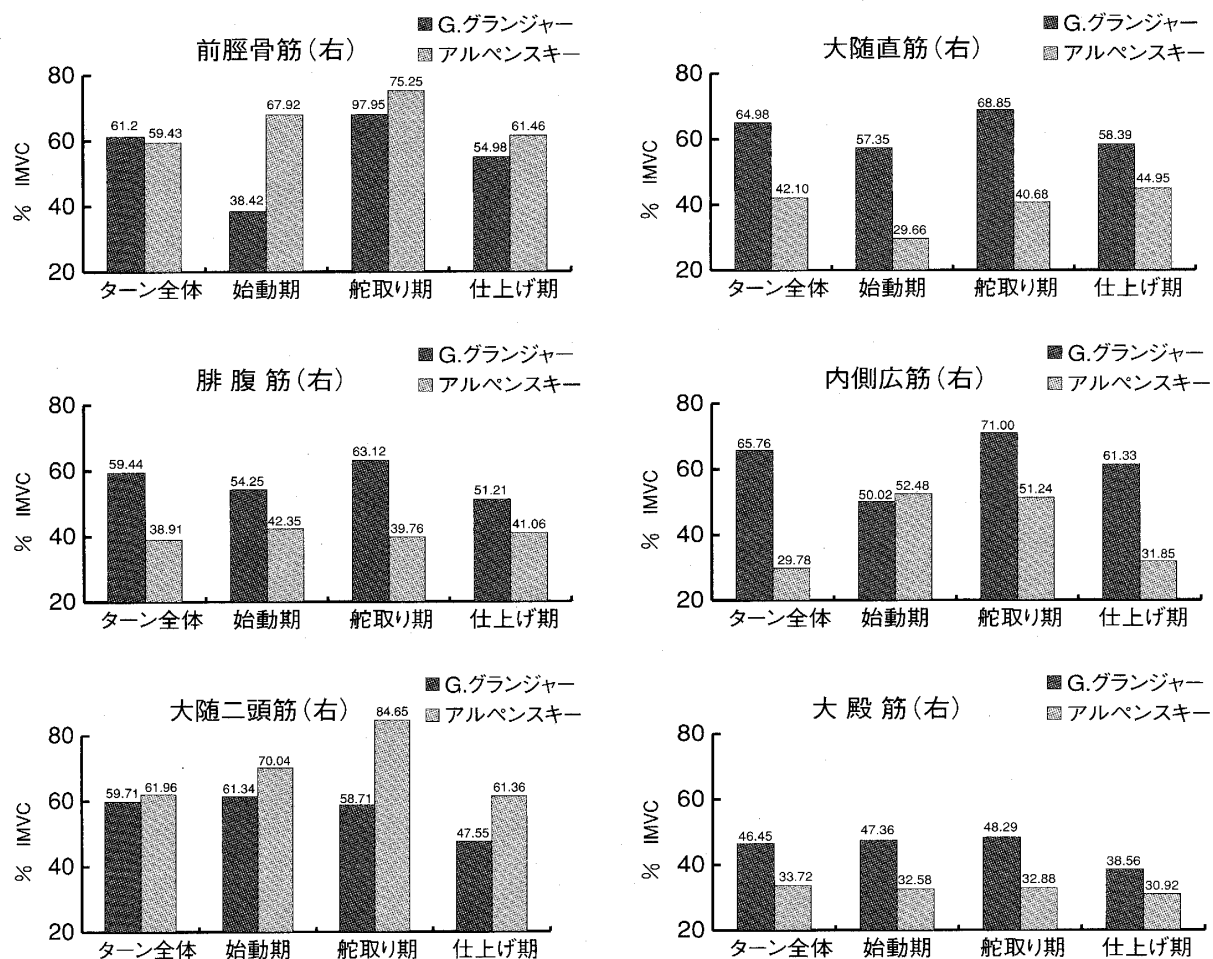 前脛骨筋(右)
■G.グランジャー
■アルペンスキー
% IMVC
80
60
40
20
61.2
59.43
38.42
67.92
97.95
75.25
54.98
61.46
ターン全体 始動期 舵取り期 仕上げ期
大随直筋(右)
■G.グランジャー
■アルペンスキー
% IMVC
80
60
40
20
64.98
42.10
57.35
29.66
68.85
40.68
58.39
44.95
ターン全体 始動期 舵取り期 仕上げ期
腓腹筋(右)
■G.グランジャー
■アルペンスキー
% IMVC
80
60
40
20
59.44
38.91
54.25
42.35
63.12
39.76
51.21
41.06
ターン全体 始動期 舵取り期 仕上げ期
内側広筋(右)
■G.グランジャー
■アルペンスキー
% IMVC
80
60
40
20
65.76
29.78
50.02
52.48
71.00
51.24
61.33
31.85
ターン全体 始動期 舵取り期 仕上げ期
大随二頭筋(右)
■G.グランジャー
■アルペンスキー
% IMVC
80
60
40
20
59.71
61.96
61.34
70.04
58.71
84.65
47.55
61.36
ターン全体 始動期 舵取り期 仕上げ期
大殿筋(右)
■G.グランジャー
■アルペンスキー
% IMVC
80
60
40
20
46.45
33.72
47.36
32.58
48.29
32.88
38.56
30.92
ターン全体 始動期 舵取り期 仕上げ期